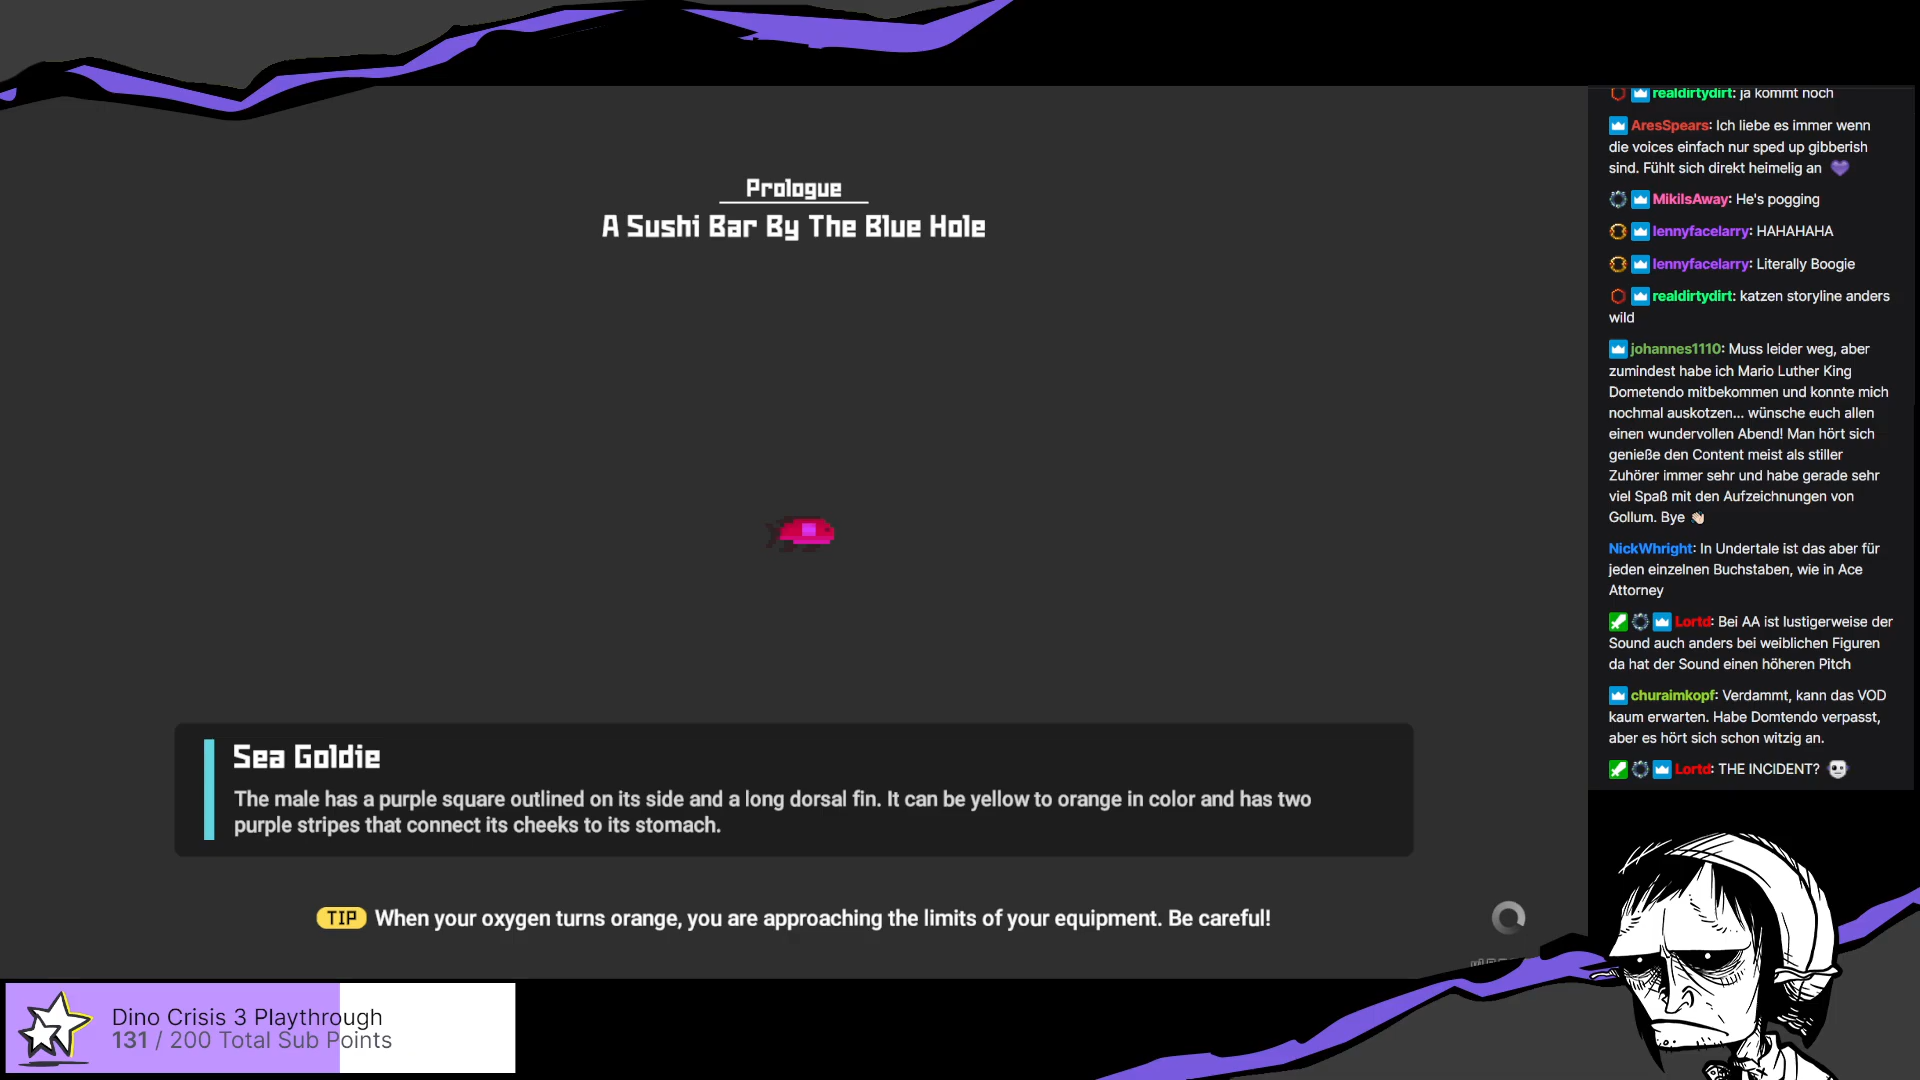 Prologue
A Sushi Bar By The Blue Hole
Sea Goldie
The male has a purple square outlined on its side and a long dorsal fin. It can be yellow to orange in color and has two
purple stripes that connect its cheeks to its stomach.
TIP When your oxygen turns orange, you are approaching the limits of your equipment. Be careful!
realdirtydirt: ja kommt noch
AresSpears: Ich liebe es immer wenn
die voices einfach nur sped up gibberish
sind. Fühlt sich direkt heimelig an
MikilsAway: He's pogging
lennyfacelarry: HAHAHAHA
lennyfacelarry: Literally Boogie
realdirtydirt: katzen storyline anders
wild
johannes1110: Muss leider weg, aber
zumindest habe ich Mario Luther King
Dometendo mitbekommen und konnte mich
nochmal auskotzen... wünsche euch allen
einen wundervollen Abend! Man hört sich
genieße den Content meist als stiller
Zuhörer immer sehr und habe gerade sehr
viel Spaß mit den Aufzeichnungen von
Gollum. Bye
NickWhright: In Undertale ist das aber für
jeden einzelnen Buchstaben, wie in Ace
Attorney
Lortd: Bei AA ist lustigerweise der
Sound auch anders bei weiblichen Figuren
da hat der Sound einen höheren Pitch
churaimkopf: Verdammt, kann das VOD
kaum erwarten. Habe Domtendo verpasst,
aber es hört sich schon witzig an.
Lortd: THE INCIDENT?
Dino Crisis 3 Playthrough
131 / 200 Total Sub Points